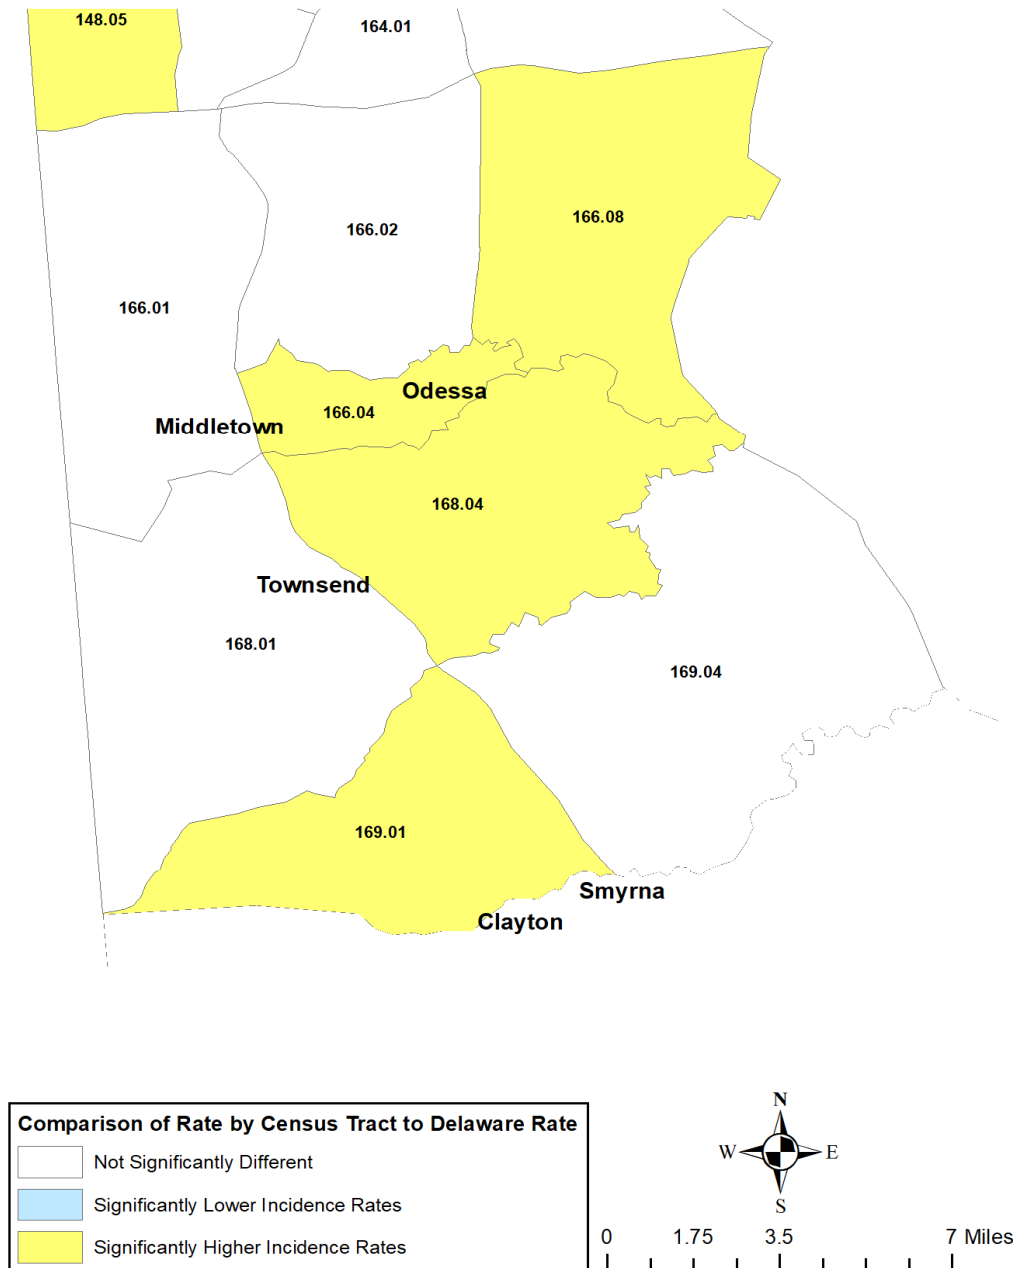 148.05
164.01
166.08
166.02
166.01
Odessa
166.04
Middletown
168.04
Townsend
168.01
169.04
169.01
Smyrna
Clayton
Comparison of Rate by Census Tract to Delaware Rate
Not Significantly Different
Significantly Lower Incidence Rates
Significantly Higher Incidence Rates
N
W E
S
0 1.75 3.5 7 Miles